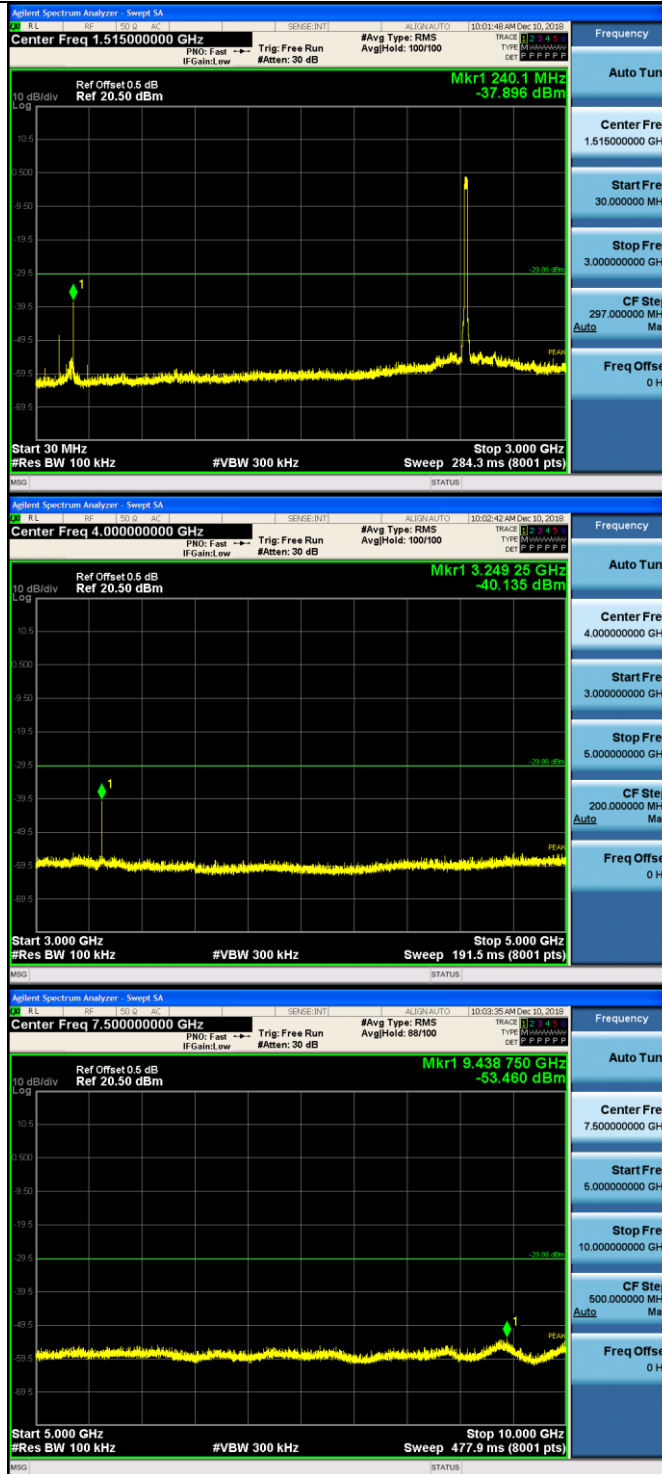 Agilent Spectrum Analyzer - Swept SA
RL RF 50 Ω AC SENSE:INT ALIGN AUTO 10:01:48 AM Dec 10, 2018
Center Freq 1.515000000 GHz
PNO: Fast
IFGain:Low
Trig: Free Run
#Atten: 30 dB
#Avg Type: RMS
Avg|Hold: 100/100
TRACE 1 2 3 4 5 6
TYPE M
DET P P P P P P
Frequency
Auto Tun
Ref Offset 0.5 dB
10 dB/div Ref 20.50 dBm
Log
Mkr1 240.1 MHz
-37.896 dBm
10.5
0.500
-9.50
-19.5
-29.5
-39.5
-49.5
-59.5
-69.5
-29.86 dBm
1
PEAK
Center Fre
1.515000000 GH
Start Fre
30.000000 MH
Stop Fre
3.000000000 GH
CF Ste
297.000000 MH
Auto Ma
Freq Offse
0 H
Start 30 MHz Stop 3.000 GHz
#Res BW 100 kHz #VBW 300 kHz Sweep 284.3 ms (8001 pts)
MSG STATUS
Agilent Spectrum Analyzer - Swept SA
RL RF 50 Ω AC SENSE:INT ALIGN AUTO 10:02:42 AM Dec 10, 2018
Center Freq 4.000000000 GHz
PNO: Fast
IFGain:Low
Trig: Free Run
#Atten: 30 dB
#Avg Type: RMS
Avg|Hold: 100/100
TRACE 1 2 3 4 5 6
TYPE M
DET P P P P P P
Frequency
Auto Tun
Ref Offset 0.5 dB
10 dB/div Ref 20.50 dBm
Log
Mkr1 3.249 25 GHz
-40.135 dBm
10.5
0.500
-9.50
-19.5
-29.5
-39.5
-49.5
-59.5
-69.5
-29.86 dBm
1
PEAK
Center Fre
4.000000000 GH
Start Fre
3.000000000 GH
Stop Fre
5.000000000 GH
CF Ste
200.000000 MH
Auto Ma
Freq Offse
0 H
Start 3.000 GHz Stop 5.000 GHz
#Res BW 100 kHz #VBW 300 kHz Sweep 191.5 ms (8001 pts)
MSG STATUS
Agilent Spectrum Analyzer - Swept SA
RL RF 50 Ω AC SENSE:INT ALIGN AUTO 10:03:35 AM Dec 10, 2018
Center Freq 7.500000000 GHz
PNO: Fast
IFGain:Low
Trig: Free Run
#Atten: 30 dB
#Avg Type: RMS
Avg|Hold: 88/100
TRACE 1 2 3 4 5 6
TYPE M
DET P P P P P P
Frequency
Auto Tun
Ref Offset 0.5 dB
10 dB/div Ref 20.50 dBm
Log
Mkr1 9.438 750 GHz
-53.460 dBm
10.5
0.500
-9.50
-19.5
-29.5
-39.5
-49.5
-59.5
-69.5
-29.86 dBm
1
PEAK
Center Fre
7.500000000 GH
Start Fre
5.000000000 GH
Stop Fre
10.000000000 GH
CF Ste
500.000000 MH
Auto Ma
Freq Offse
0 H
Start 5.000 GHz Stop 10.000 GHz
#Res BW 100 kHz #VBW 300 kHz Sweep 477.9 ms (8001 pts)
MSG STATUS